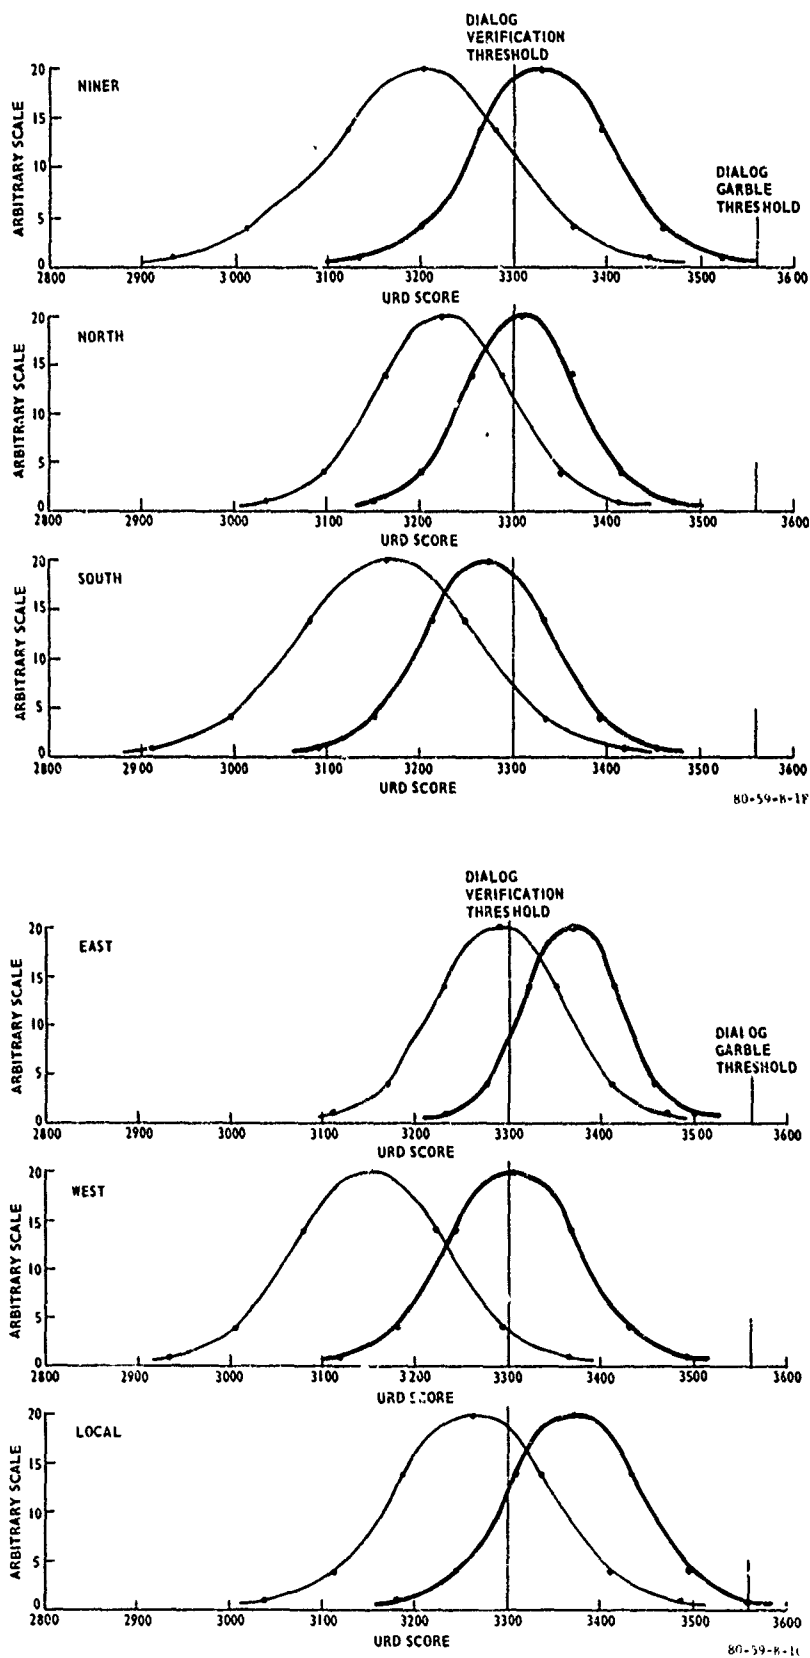 DIALOG
VERIFICATION
THRESHOLD
NINER
ARBITRARY SCALE
20
15
10
5
0
DIALOG
GARBLE
THRESHOLD
2800 2900 3000 3100 3200 3300 3400 3500 3600
URD SCORE
NORTH
ARBITRARY SCALE
20
15
10
5
0
2800 2900 3000 3100 3200 3300 3400 3500 3600
URD SCORE
SOUTH
ARBITRARY SCALE
20
15
10
5
0
2800 2900 3000 3100 3200 3300 3400 3500 3600
URD SCORE
DIALOG
VERIFICATION
THRESHOLD
EAST
ARBITRARY SCALE
20
15
10
5
0
DIALOG
GARBLE
THRESHOLD
2800 2900 3000 3100 3200 3300 3400 3500 3600
URD SCORE
WEST
ARBITRARY SCALE
20
15
10
5
0
2800 2900 3000 3100 3200 3300 3400 3500 3600
URD SCORE
LOCAL
ARBITRARY SCALE
20
15
10
5
0
2800 2900 3000 3100 3200 3300 3400 3500 3600
URD SCORE